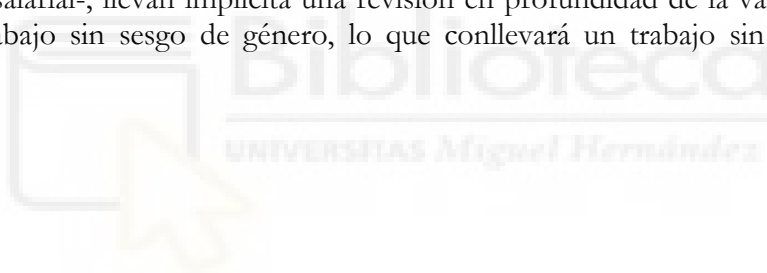 salarial-, llevan implícita una revisión en profundidad de la va
abajo sin sesgo de género, lo que conllevará un trabajo sin
Biblioteca
UNIVERSITAS Miguel Hernández